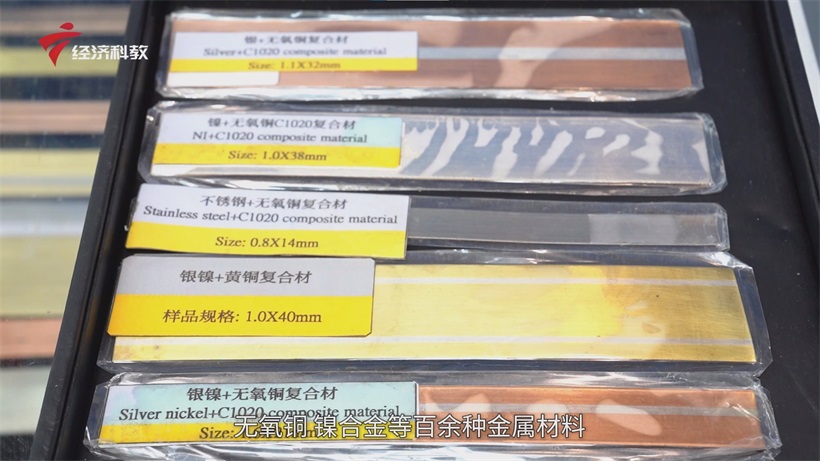 经济科教
银+无氧铜复合材
Silver+C1020 composite material
Size: 1.1X32mm
镍+无氧铜C1020复合材
NI+C1020 composite material
Size: 1.0X38mm
不锈钢+无氧铜复合材
Stainless steel+C1020 composite material
Size: 0.8X14mm
银镍+黄铜复合材
样品规格: 1.0X40mm
银镍+无氧铜复合材
Silver nickel+C1020 composite material
Size:
无氧铜 镍合金等百余种金属材料